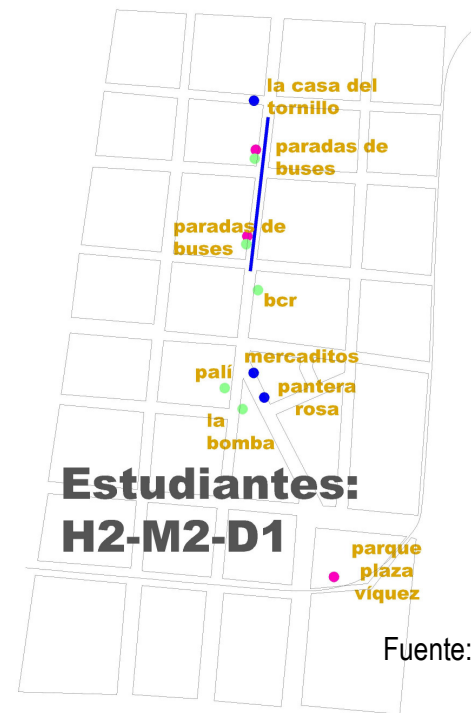 la casa del
tornillo
paradas de
buses
paradas de
buses
bcr
mercaditos
palí
pantera
rosa
la
bomba
Estudiantes:
H2-M2-D1
parque
plaza
víquez
Fuente: